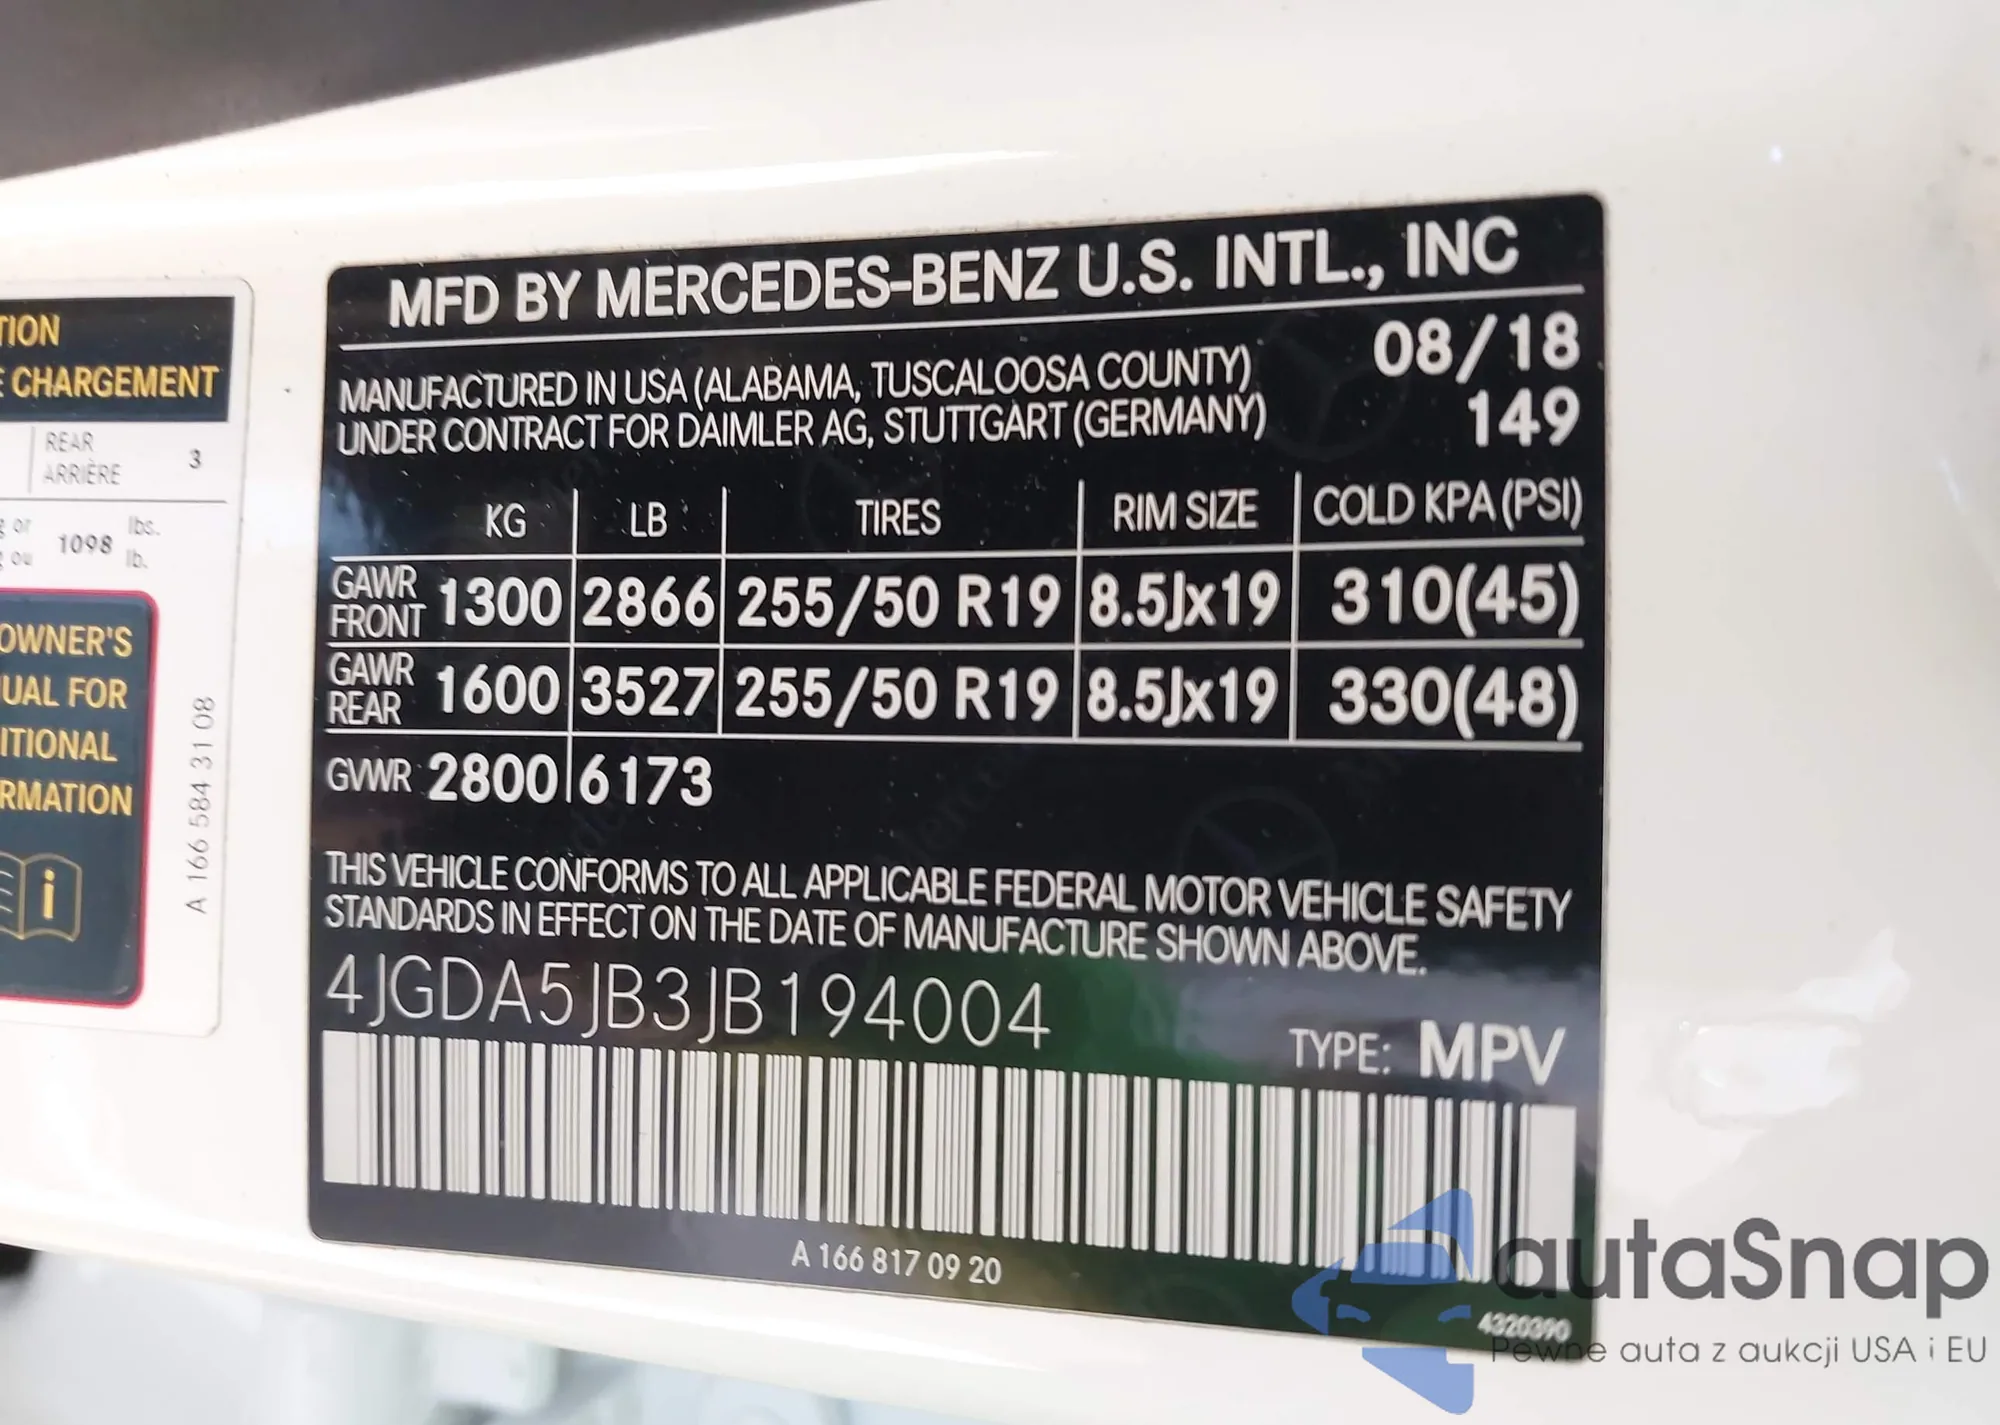 TION
E CHARGEMENT
REAR
ARRIÈRE
3
g or
g ou
1098
lbs.
lb.
OWNER'S
UAL FOR
ITIONAL
RMATION
i
A 166 584 31 08
MFD BY MERCEDES-BENZ U.S. INTL., INC
MANUFACTURED IN USA (ALABAMA, TUSCALOOSA COUNTY) 08/18
UNDER CONTRACT FOR DAIMLER AG, STUTTGART (GERMANY) 149
KG LB TIRES RIM SIZE COLD KPA (PSI)
GAWR FRONT 1300 2866 255/50 R19 8.5Jx19 310(45)
GAWR REAR 1600 3527 255/50 R19 8.5Jx19 330(48)
GVWR 2800 6173
THIS VEHICLE CONFORMS TO ALL APPLICABLE FEDERAL MOTOR VEHICLE SAFETY
STANDARDS IN EFFECT ON THE DATE OF MANUFACTURE SHOWN ABOVE.
4JGDA5JB3JB194004
TYPE: MPV
A 166 817 09 20
4320390
autaSnap
Pewne auta z aukcji USA i EU